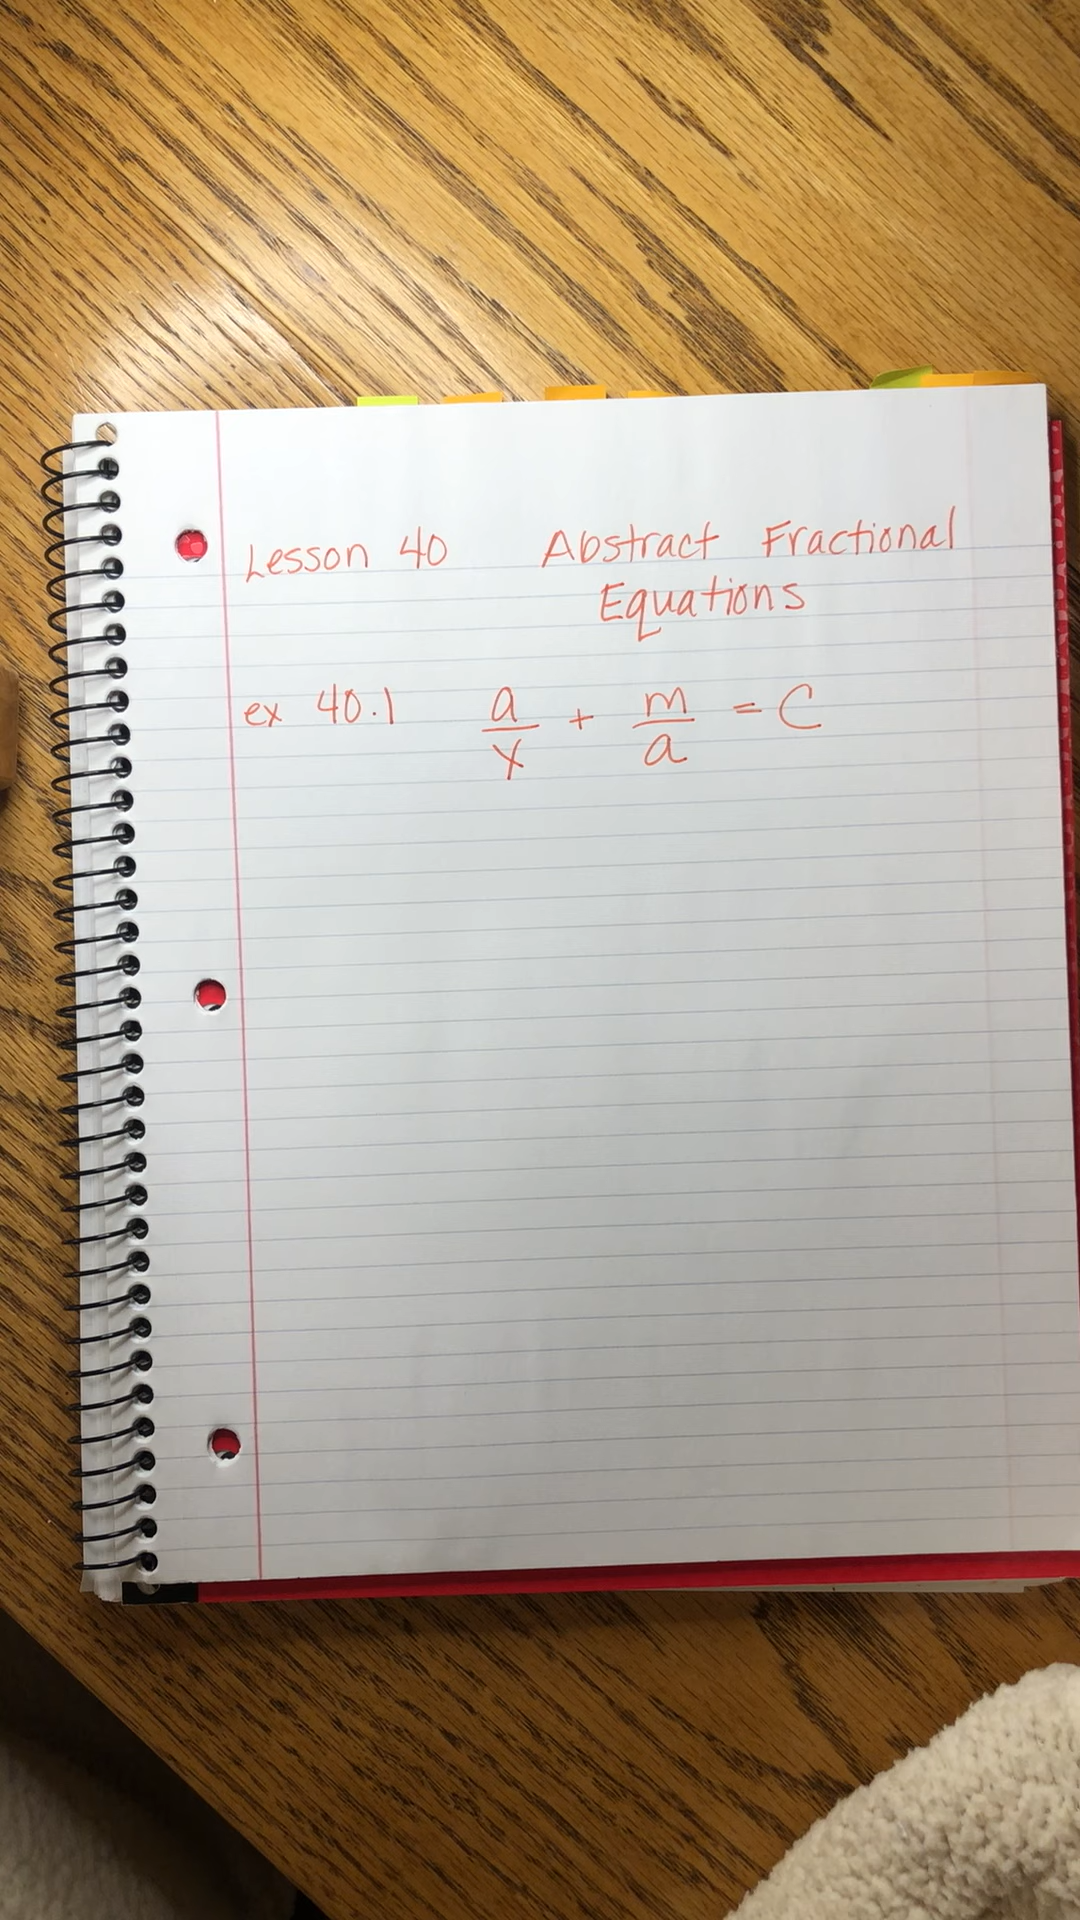 Lesson 40 Abstract Fractional
Equations
ex 40.1 a/x + m/a = C